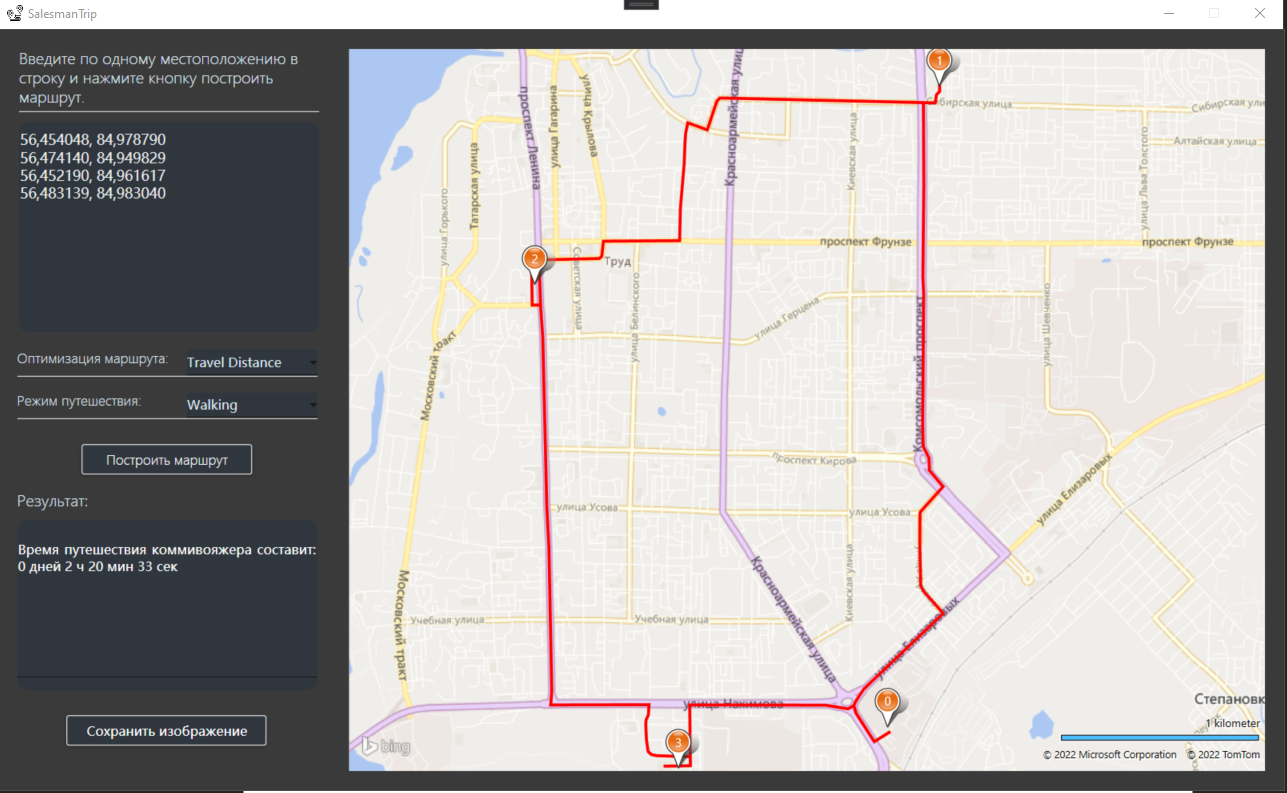 SalesmanTrip
Введите по одному местоположению в
строку и нажмите кнопку построить
маршрут.
56,454048, 84,978790
56,474140, 84,949829
56,452190, 84,961617
56,483139, 84,983040
Оптимизация маршрута:
Travel Distance
Режим путешествия:
Walking
Построить маршрут
Результат:
Время путешествия коммивояжера составит:
0 дней 2 ч 20 мин 33 сек
Сохранить изображение
1
Сибирская улица
Сибирская ули
Алтайская улица
проспект Ленина
улица Гагарина
улица Крылова
Красноармейская улица
Киевская улица
улица Льва Толстого
Татарская улица
улица Горького
проспект Фрунзе
проспект Фрунзе
2
Труд
Советская улица
улица Белинского
улица Герцена
улица Шевченко
Московский тракт
Комсомольский проспект
проспект Кирова
улица Елизаровых
улица Усова
улица Усова
Красноармейская улица
Киевская улица
Московский тракт
Учебная улица
Учебная улица
улица Елизаровых
улица Нахимова
0
3
Степановк
1 kilometer
bing
© 2022 Microsoft Corporation © 2022 TomTom